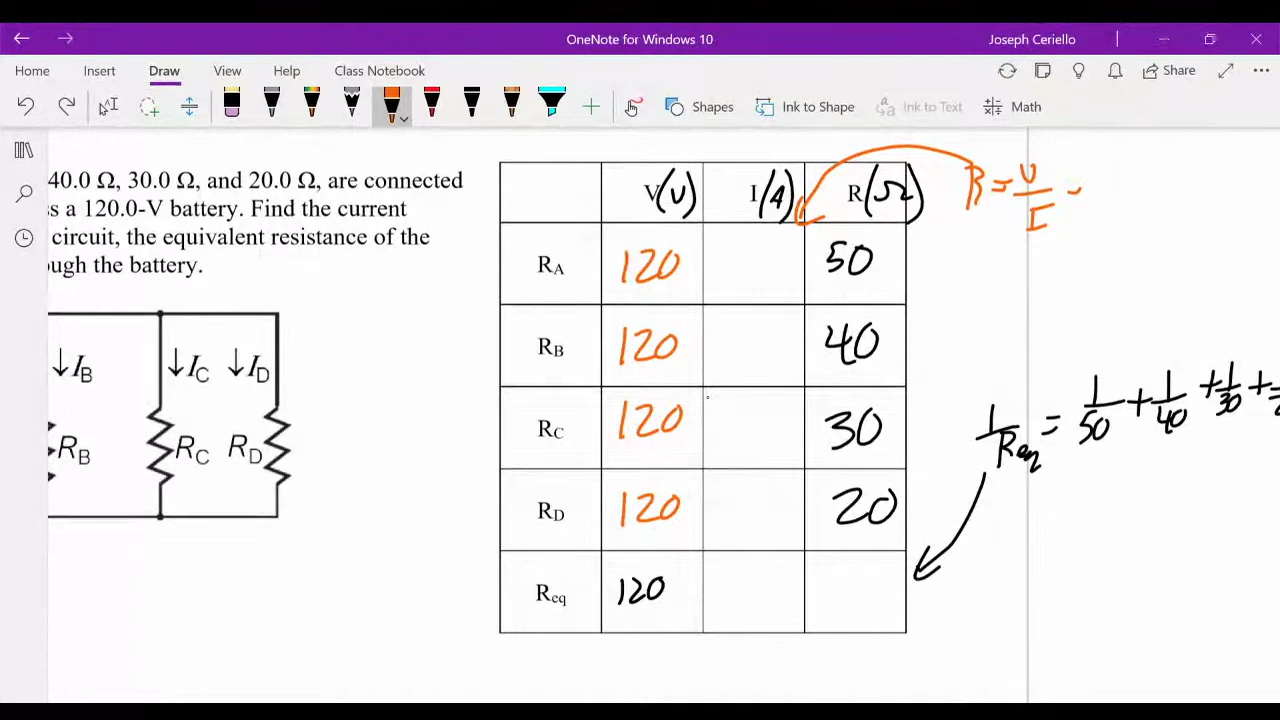 OneNote for Windows 10
Joseph Ceriello
Home Insert Draw View Help Class Notebook
Share
Shapes Ink to Shape Ink to Text Math
40.0 Ω, 30.0 Ω, and 20.0 Ω, are connected
s a 120.0-V battery. Find the current
circuit, the equivalent resistance of the
ugh the battery.
↓I_B ↓I_C ↓I_D
R_B R_C R_D
V(V) I(A) R(Ω)
R_A 120 50
R_B 120 40
R_C 120 30
R_D 120 20
R_eq 120
R = V/I -
1/R_eq = 1/50 + 1/40 + 1/30 +